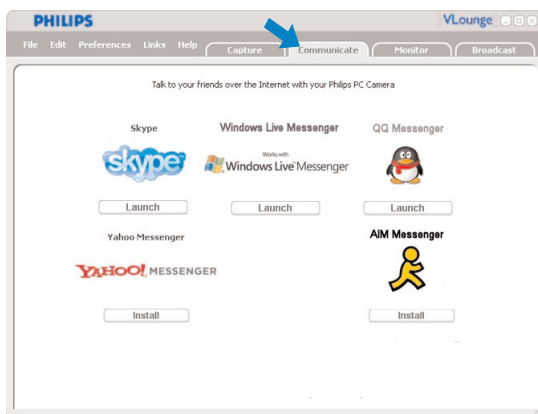 PHILIPS
VLounge
File Edit Preferences Links Help
Capture Communicate Monitor Broadcast
Talk to your friends over the Internet with your Philips PC Camera
Skype Windows Live Messenger QQ Messenger
skype
Works with
Windows Live Messenger
Launch Launch Launch
Yahoo Messenger AIM Messenger
YAHOO! MESSENGER
Install Install